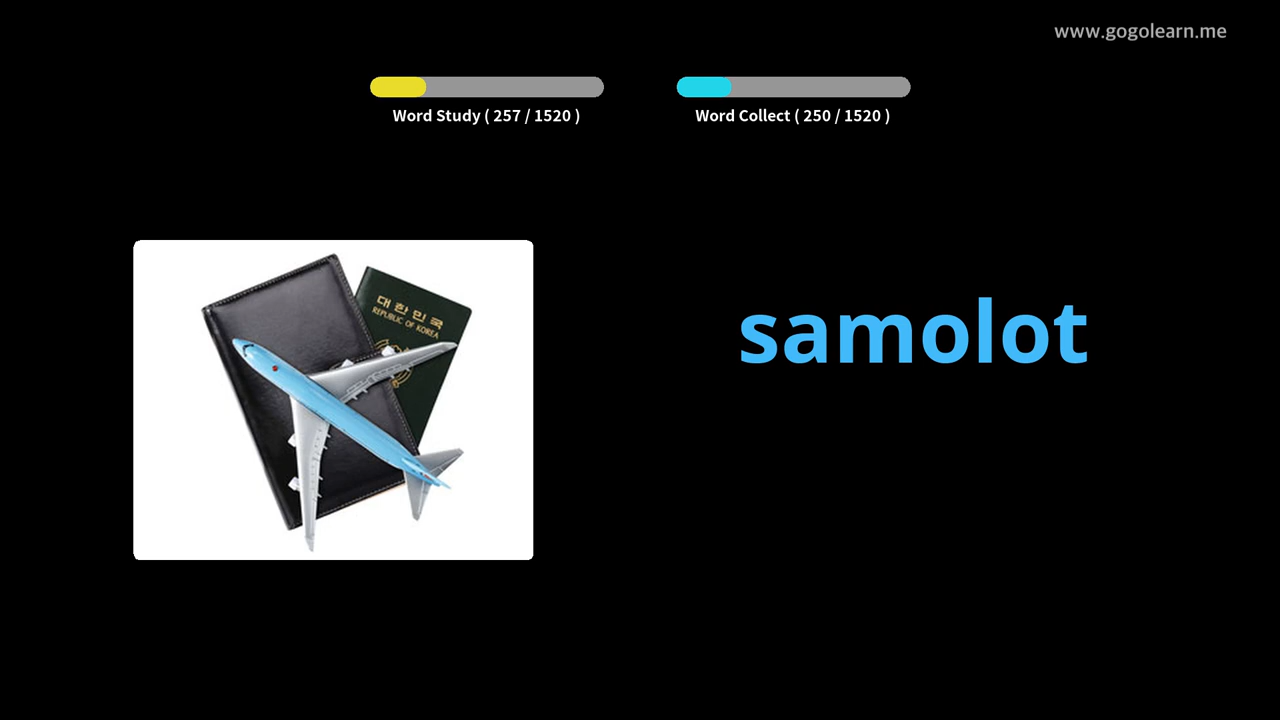 www.gogolearn.me
Word Study ( 257 / 1520 )
Word Collect ( 250 / 1520 )
대한민국
REPUBLIC OF KOREA
samolot